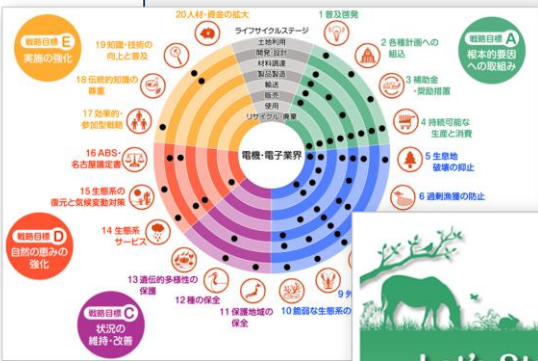 20人材・資金の拡大
ライフサイクルステージ
土地利用
開発・設計
材料調達
製品製造
輸送
販売
使用
リサイクル・廃棄
電機・電子業界
戦略目標 A
根本的要因
への取組み
1 普及啓発
2 各種計画への
組込
3 補助金
・奨励措置
4 持続可能な
生産と消費
5 生息地
破壊の抑止
6 過剰漁獲の防止
9 外
10 脆弱な生態系の
11 保護地域の
保全
12 種の保全
13 遺伝的多様性の
保護
戦略目標 C
状況の
維持・改善
14 生態系
サービス
15 生態系の
復元と気候変動対策
16 ABS・
名古屋議定書
戦略目標 D
自然の恵みの
強化
17 効果的・
参加型戦略
18 伝統的知識の
尊重
19 知識・技術の
向上と普及
戦略目標 E
実施の強化